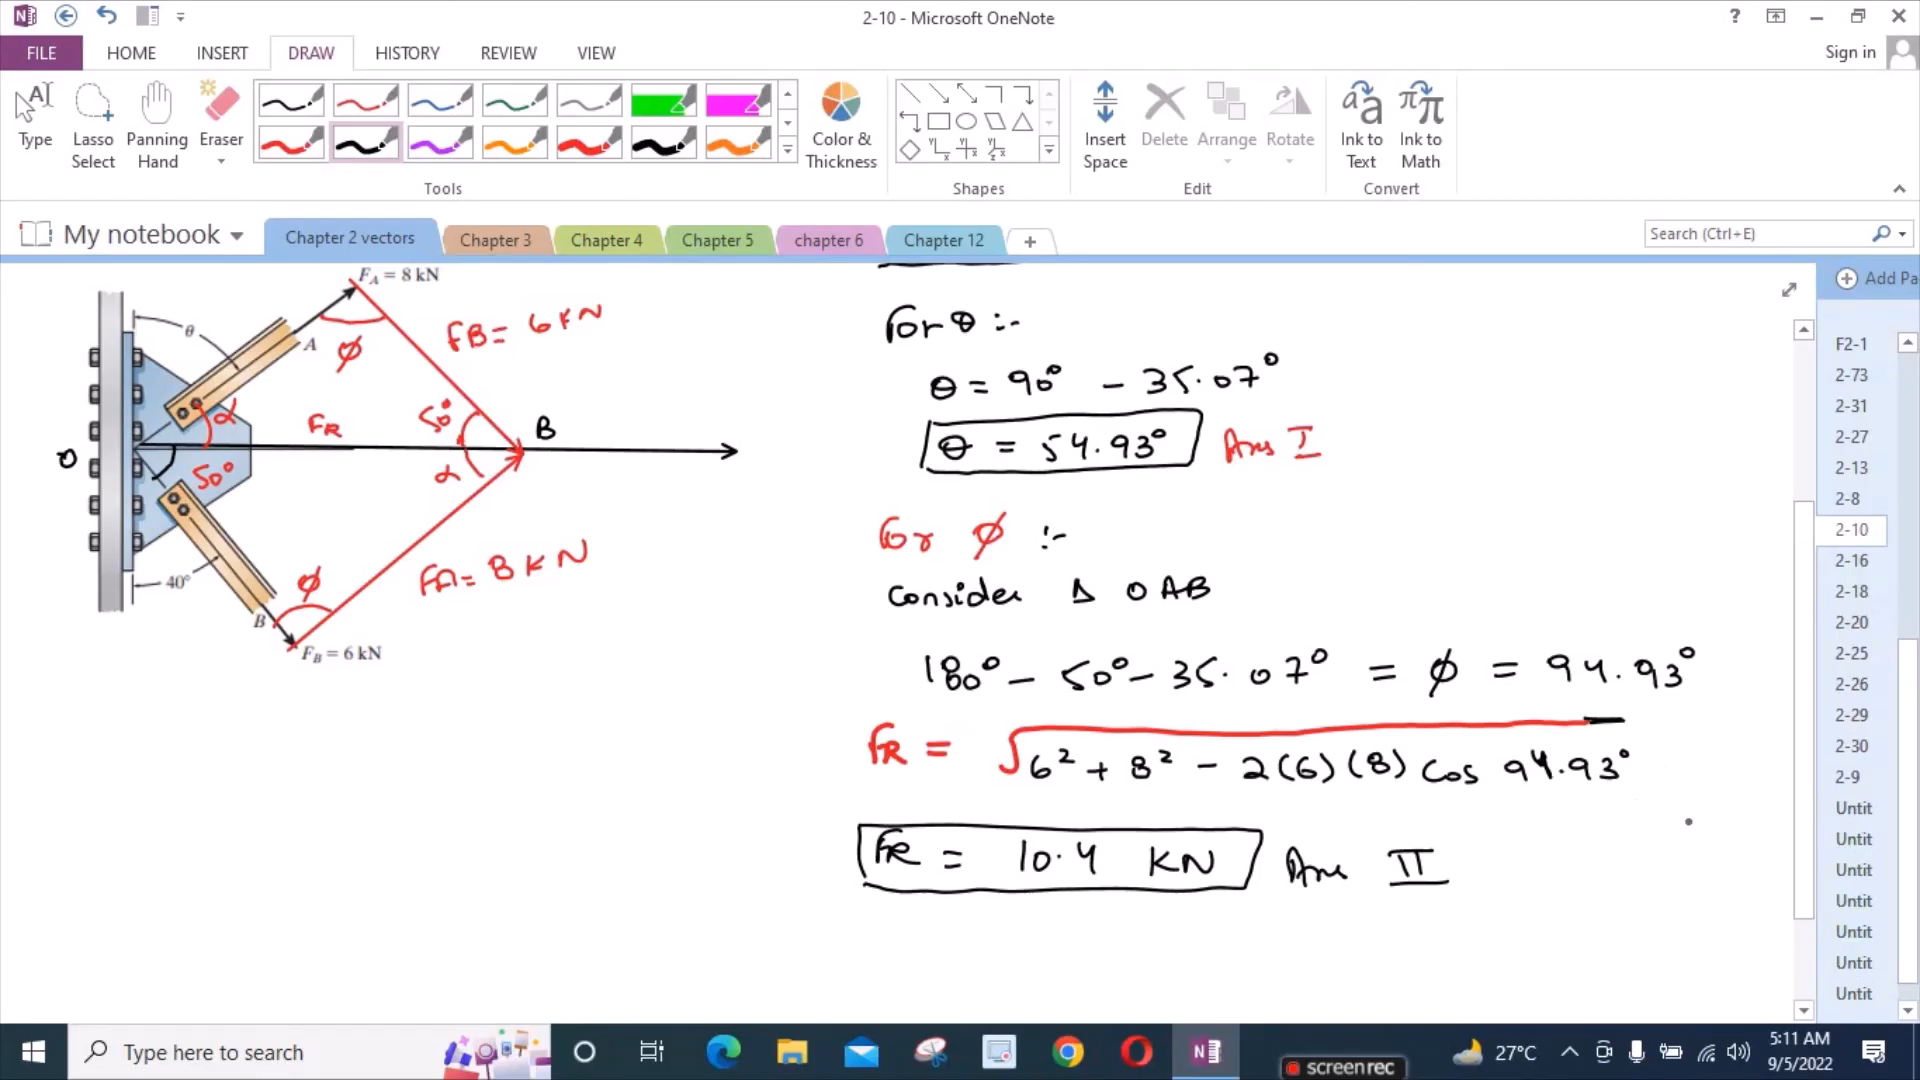 2-10 - Microsoft OneNote
?
FILE HOME INSERT DRAW HISTORY REVIEW VIEW
Sign in
Type
Lasso Select
Panning Hand
Eraser
Color & Thickness
Insert Space
Delete
Arrange
Rotate
Ink to Text
Ink to Math
Tools
Shapes
Edit
Convert
My notebook
Chapter 2 vectors
Chapter 3
Chapter 4
Chapter 5
chapter 6
Chapter 12
Search (Ctrl+E)
Add Pa
F2-1
2-73
2-31
2-27
2-13
2-8
2-10
2-16
2-18
2-20
2-25
2-26
2-29
2-30
2-9
Untit
Untit
Untit
Untit
Untit
Untit
Untit
F_A = 8 kN
FB = 6 KN
θ
A
ϕ
α
FR
50°
B
O
50°
α
FA = 8 KN
40°
ϕ
B
F_B = 6 kN
For θ :-
θ = 90° - 35.07°
θ = 54.93° Ans I
For ϕ :-
Consider Δ OAB
180° - 50° - 35.07° = ϕ = 94.93°
FR = √6² + 8² - 2(6)(8) Cos 94.93°
FR = 10.4 KN Ans II
Type here to search
27°C
5:11 AM
9/5/2022
screenrec